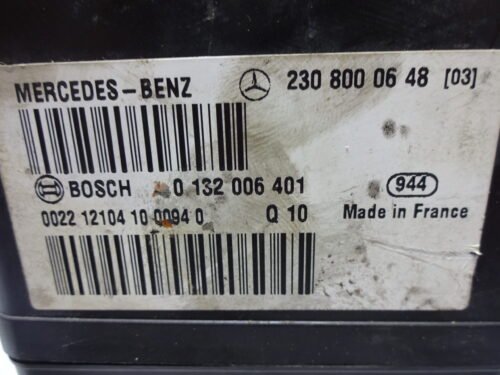 MERCEDES-BENZ 230 800 06 48 [03]
BOSCH 0 132 006 401 944
0022 12104 10 0094 0 Q 10 Made in France